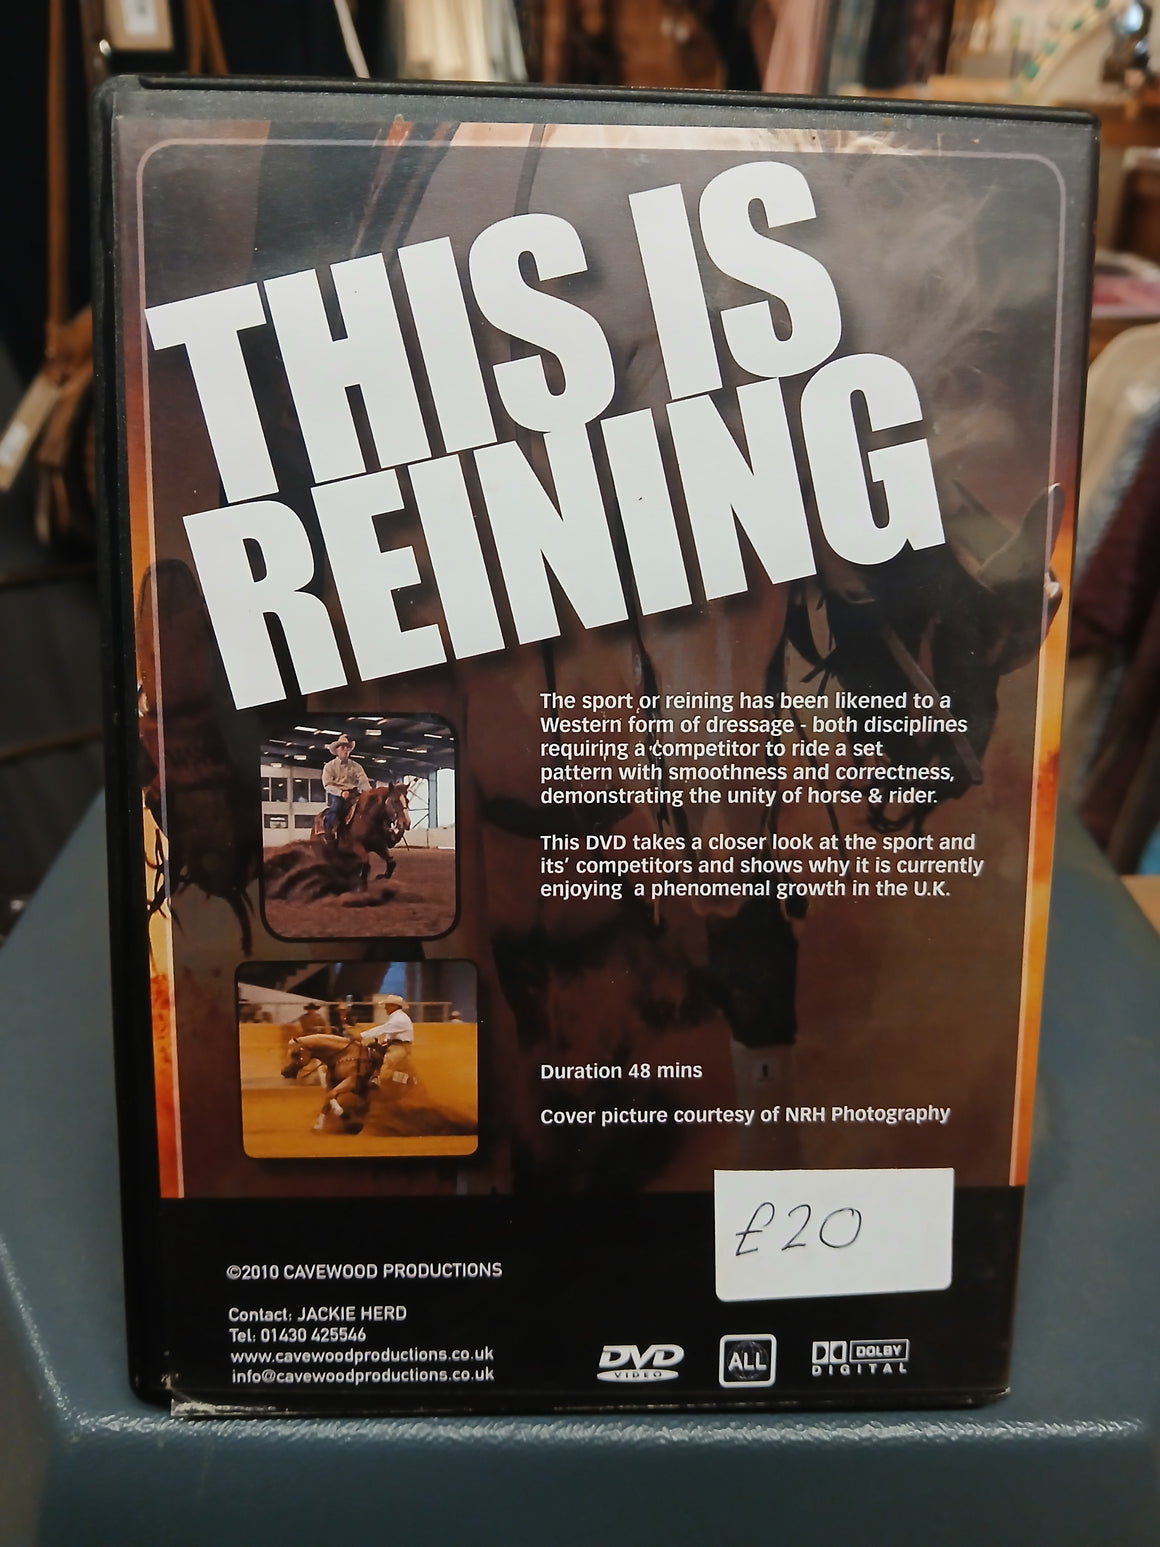 THIS IS
REINING
The sport or reining has been likened to a
Western form of dressage - both disciplines
requiring a competitor to ride a set
pattern with smoothness and correctness,
demonstrating the unity of horse & rider.
This DVD takes a closer look at the sport and
its' competitors and shows why it is currently
enjoying  a phenomenal growth in the U.K.
Duration 48 mins
Cover picture courtesy of NRH Photography
£20
©2010 CAVEWOOD PRODUCTIONS
Contact: JACKIE HERD
Tel: 01430 425546
www.cavewoodproductions.co.uk
info@cavewoodproductions.co.uk
DVD
VIDEO
ALL
DOLBY
DIGITAL